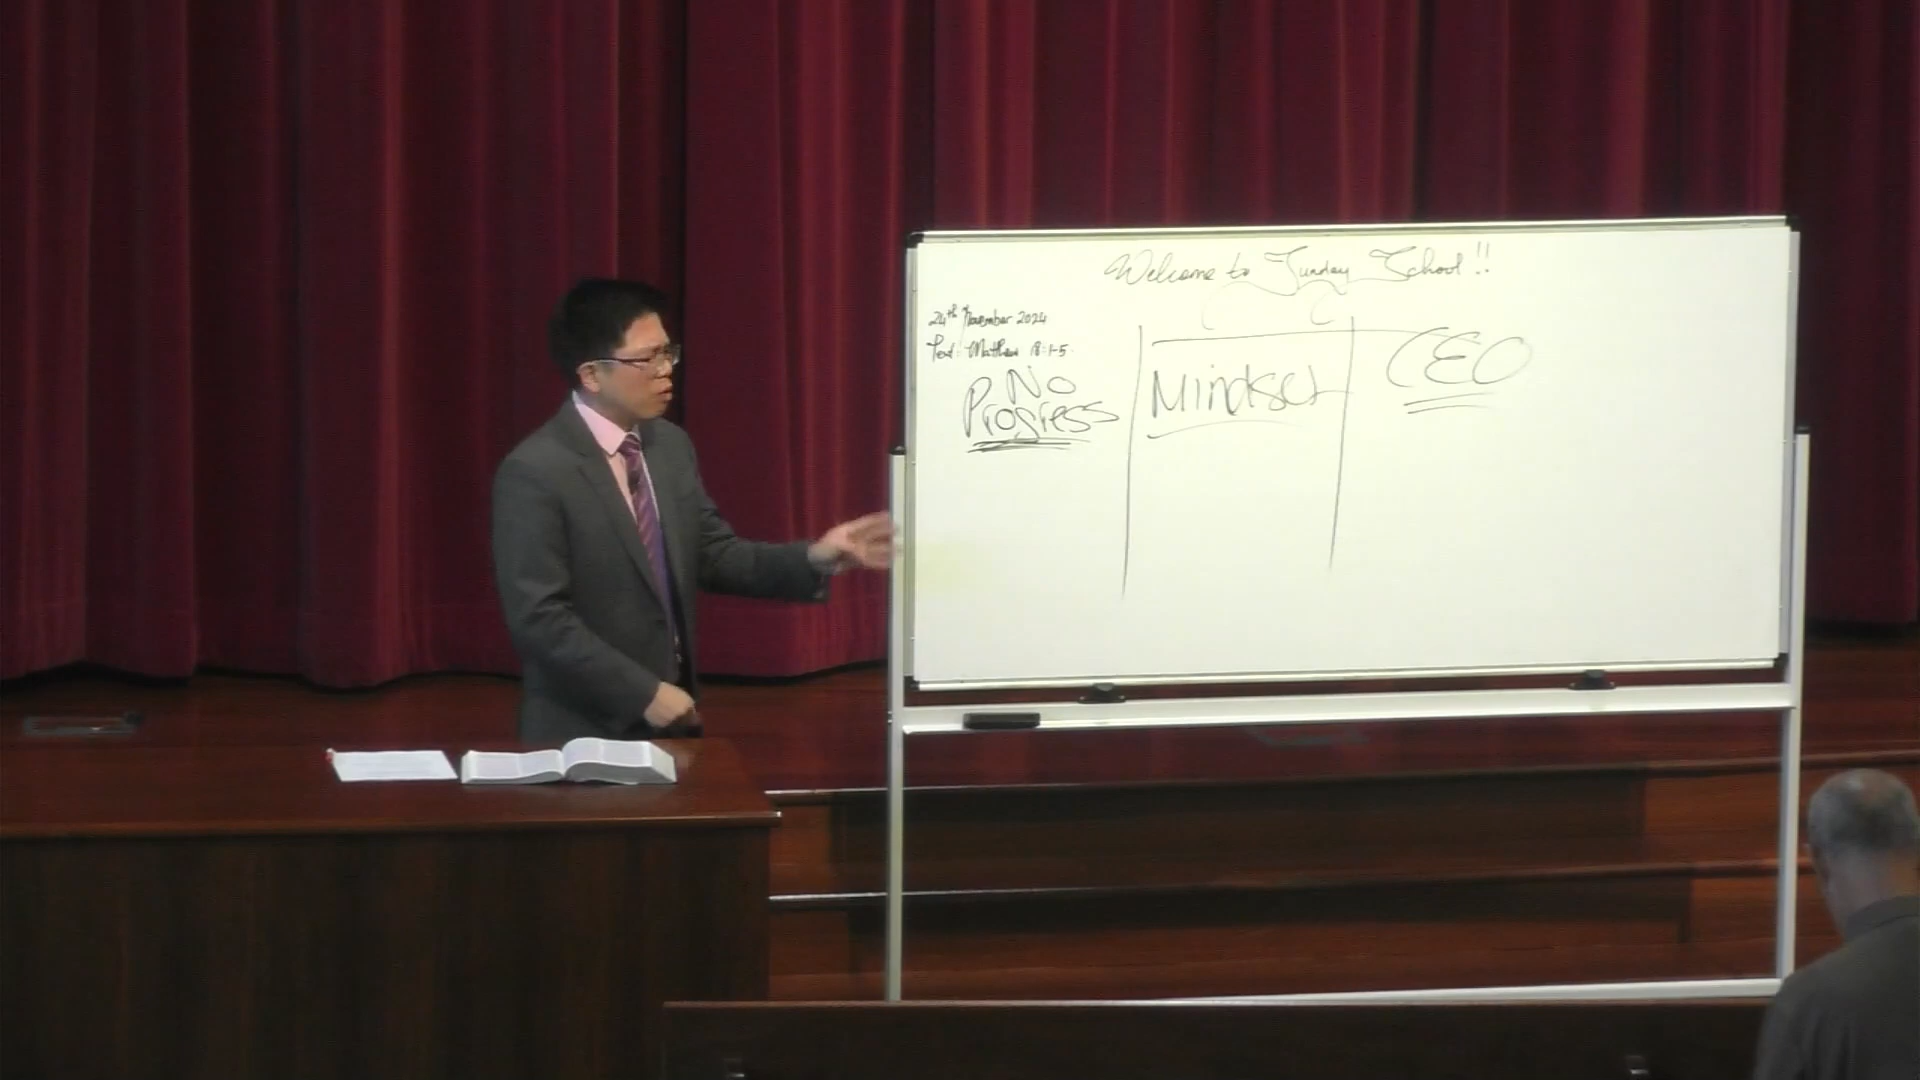 Welcome to Sunday School!!
24th November 2024
Text: Matthew 18:1-5.
No
Progress
Mindset
CEO